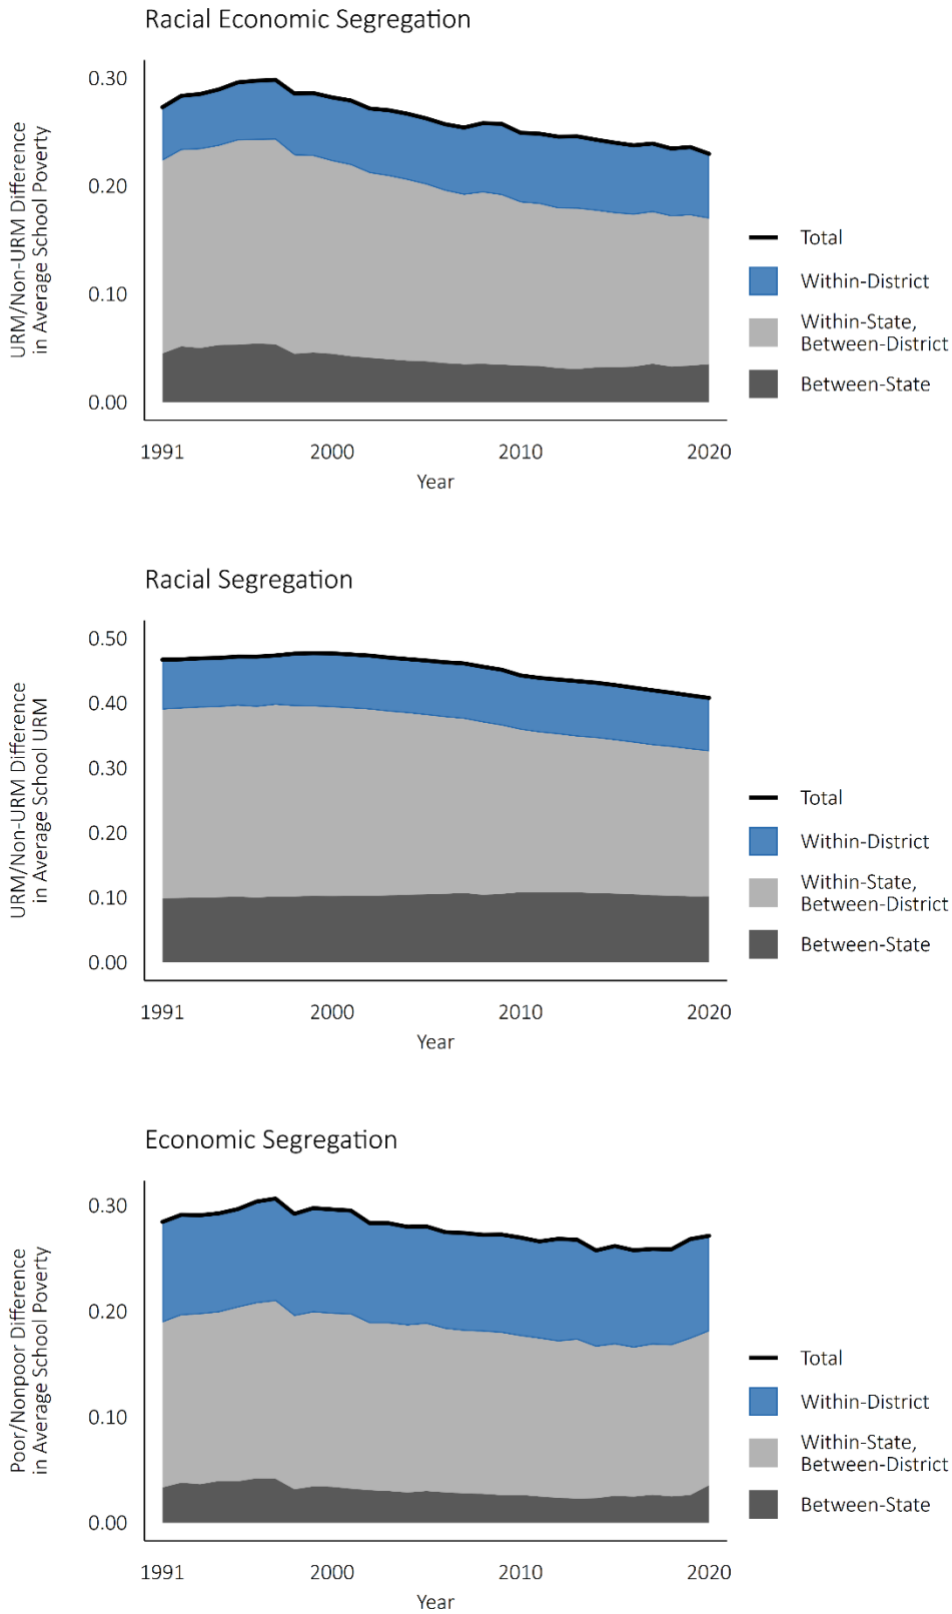 Racial Economic Segregation
URM/Non-URM Difference
in Average School Poverty
0.30
0.20
0.10
0.00
1991
2000
2010
2020
Year
Total
Within-District
Within-State,
Between-District
Between-State
Racial Segregation
URM/Non-URM Difference
in Average School URM
0.50
0.40
0.30
0.20
0.10
0.00
1991
2000
2010
2020
Year
Total
Within-District
Within-State,
Between-District
Between-State
Economic Segregation
Poor/Nonpoor Difference
in Average School Poverty
0.30
0.20
0.10
0.00
1991
2000
2010
2020
Year
Total
Within-District
Within-State,
Between-District
Between-State